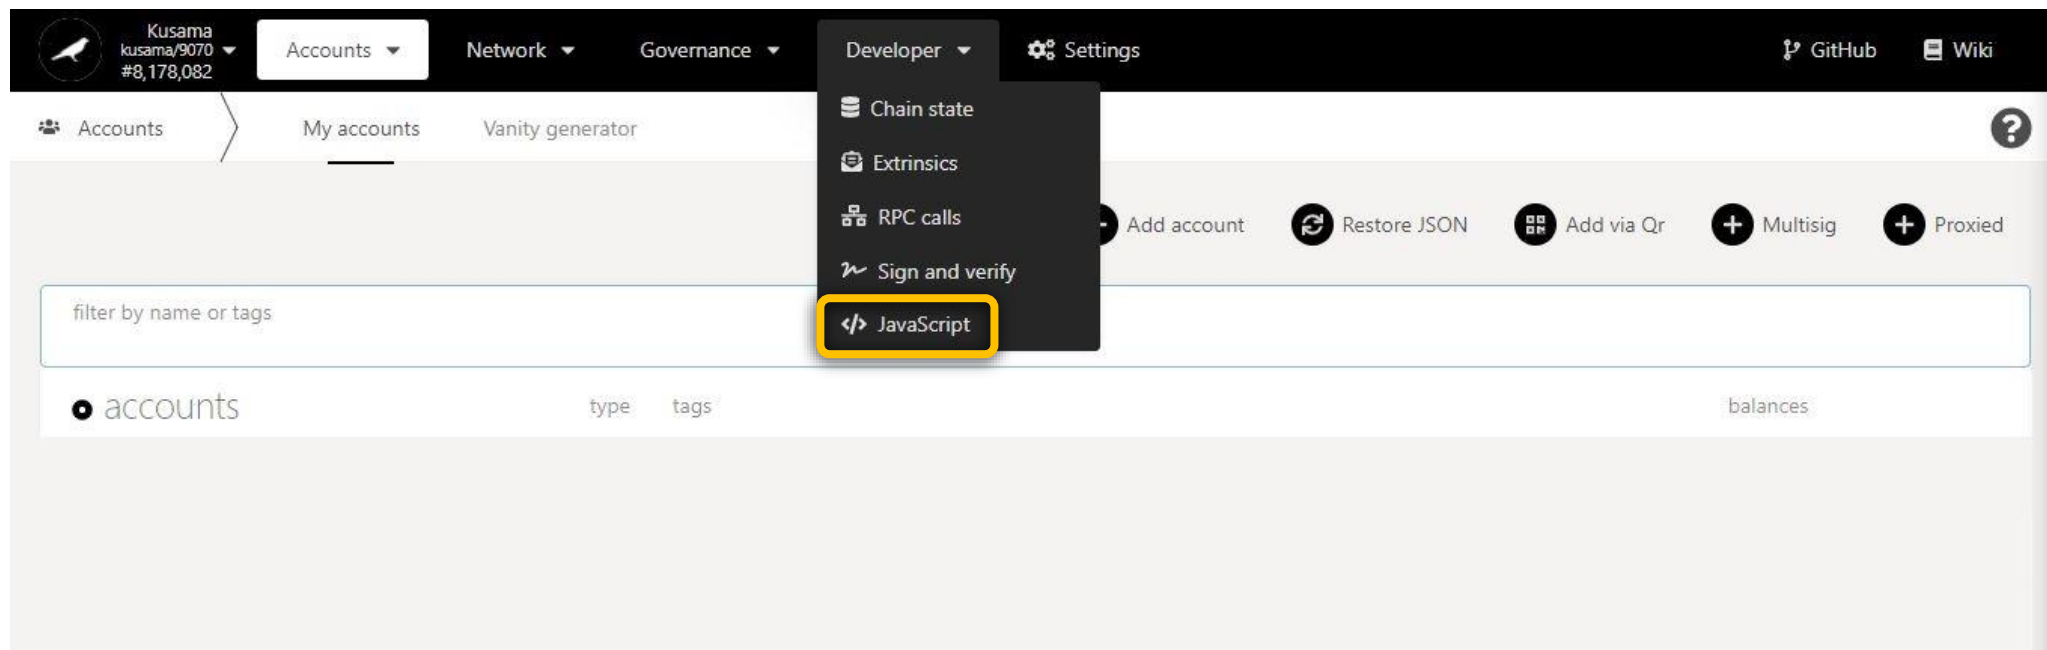 Kusama
kusama/9070
#8,178,082
Accounts
Network
Governance
Developer
Settings
GitHub
Wiki
Accounts
My accounts
Vanity generator
Chain state
Extrinsics
RPC calls
Sign and verify
JavaScript
Add account
Restore JSON
Add via Qr
Multisig
Proxied
filter by name or tags
accounts
type
tags
balances